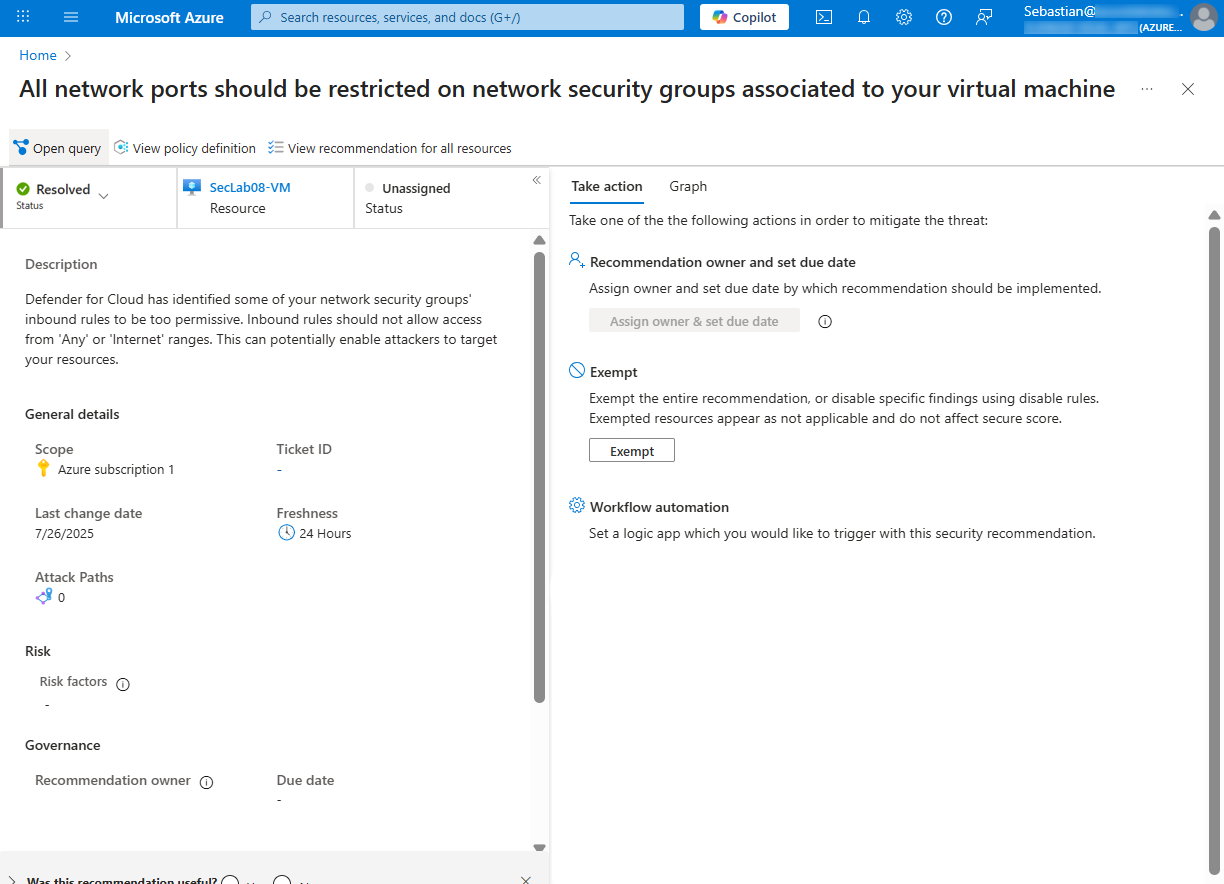 Microsoft Azure
Search resources, services, and docs (G+/)
Copilot
Sebastian@
(AZURE...
Home
All network ports should be restricted on network security groups associated to your virtual machine
Open query
View policy definition
View recommendation for all resources
Resolved
Status
SecLab08-VM
Resource
Unassigned
Status
Description
Defender for Cloud has identified some of your network security groups'
inbound rules to be too permissive. Inbound rules should not allow access
from 'Any' or 'Internet' ranges. This can potentially enable attackers to target
your resources.
General details
Scope
Azure subscription 1
Ticket ID
-
Last change date
7/26/2025
Freshness
24 Hours
Attack Paths
0
Risk
Risk factors
-
Governance
Recommendation owner
Due date
-
Was this recommendation useful?
Take action
Graph
Take one of the the following actions in order to mitigate the threat:
Recommendation owner and set due date
Assign owner and set due date by which recommendation should be implemented.
Assign owner & set due date
Exempt
Exempt the entire recommendation, or disable specific findings using disable rules.
Exempted resources appear as not applicable and do not affect secure score.
Exempt
Workflow automation
Set a logic app which you would like to trigger with this security recommendation.